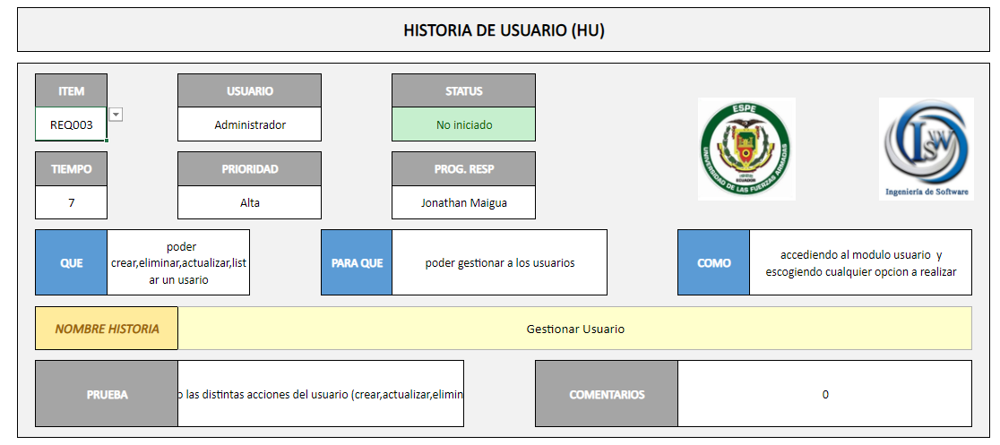 HISTORIA DE USUARIO (HU)
ITEM
USUARIO
STATUS
REQ003
Administrador
No iniciado
TIEMPO
PRIORIDAD
PROG. RESP
7
Alta
Jonathan Maigua
ESPE
UNIVERSIDAD DE LAS FUERZAS ARMADAS
ECUADOR
ISW
Ingeniería de Software
QUE
poder
crear,eliminar,actualizar,list
ar un usario
PARA QUE
poder gestionar a los usuarios
COMO
accediendo al modulo usuario y
escogiendo cualquier opcion a realizar
NOMBRE HISTORIA
Gestionar Usuario
PRUEBA
o las distintas acciones del usuario (crear,actualizar,elimin
COMENTARIOS
0